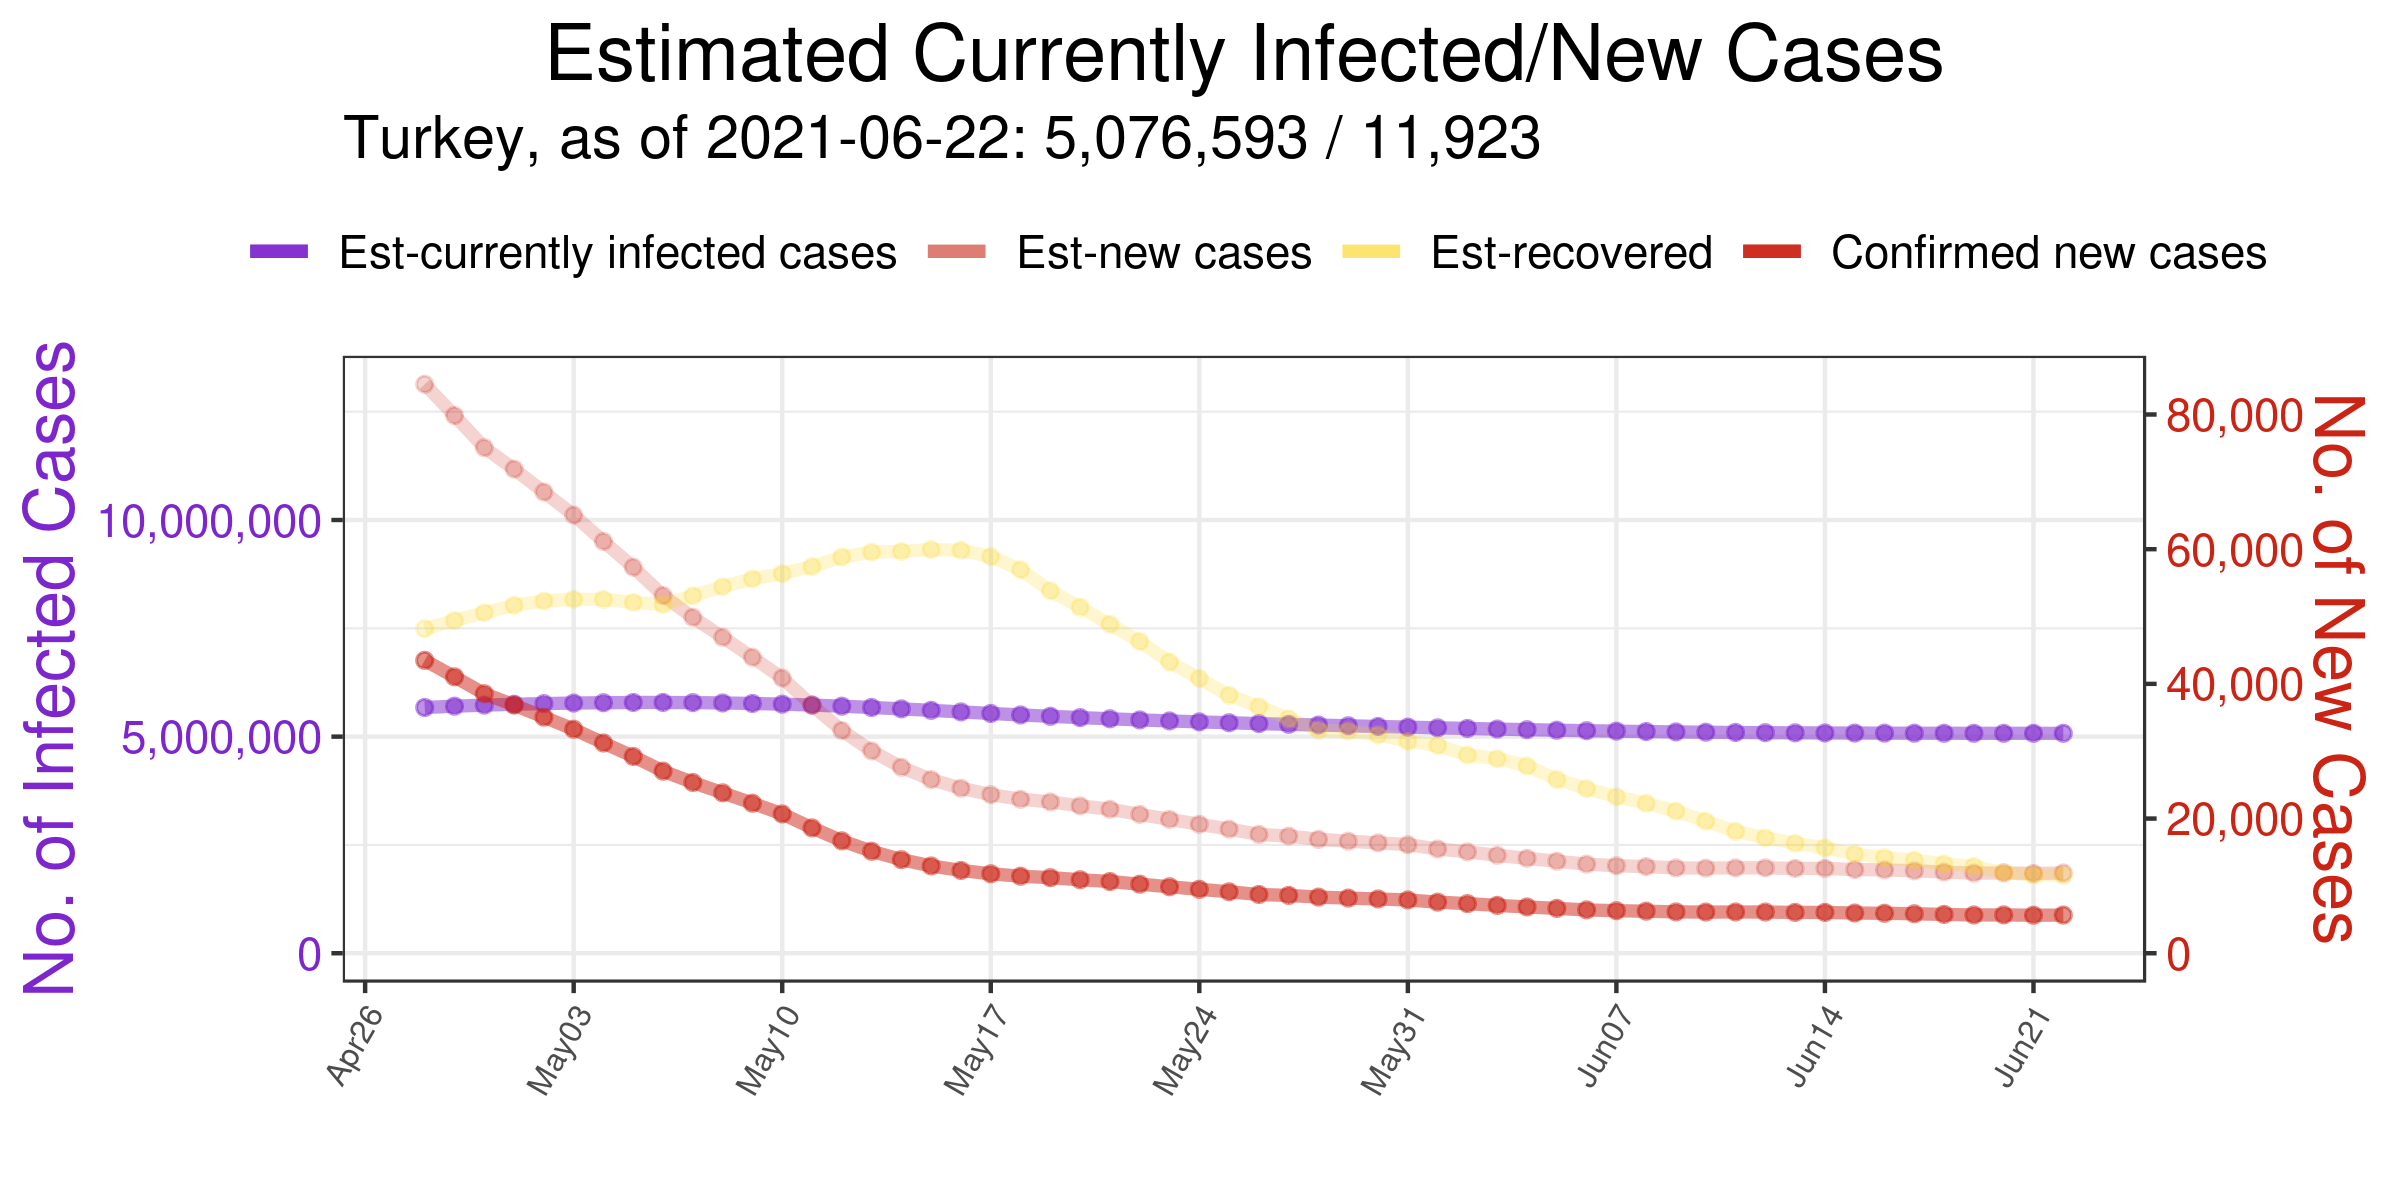 Estimated Currently Infected/New Cases
Turkey, as of 2021-06-22: 5,076,593 / 11,923
Est-currently infected cases Est-new cases Est-recovered Confirmed new cases
No. of Infected Cases
10,000,000
5,000,000
0
80,000
60,000
40,000
20,000
0
No. of New Cases
Apr26 May03 May10 May17 May24 May31 Jun07 Jun14 Jun21